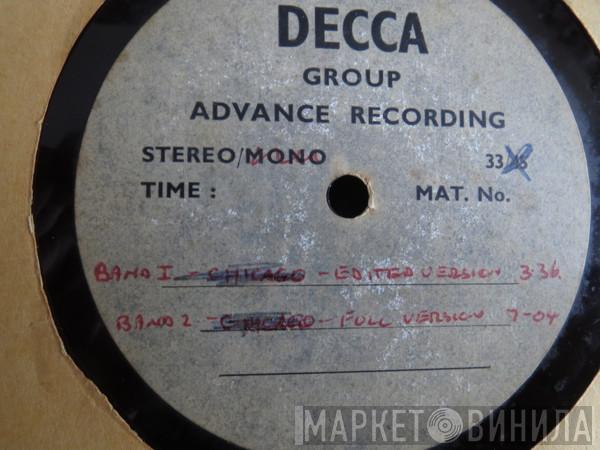 DECCA
GROUP
ADVANCE RECORDING
STEREO/MONO 33/45
TIME : MAT. No.
BAND I - CHICAGO - EDITED VERSION 3.36
BAND 2 - CHICAGO - FULL VERSION 7-04
МАРКЕТ ВИНИЛА